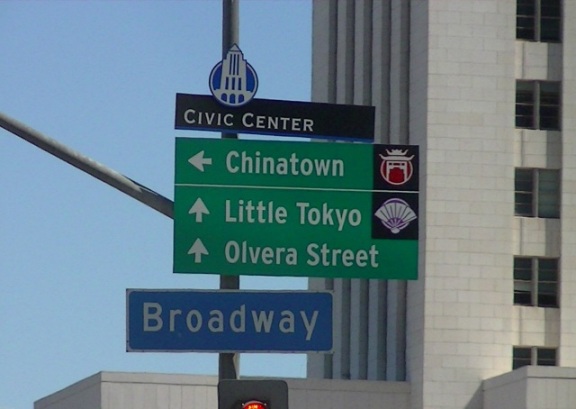 CIVIC CENTER
Chinatown
Little Tokyo
Olvera Street
Broadway